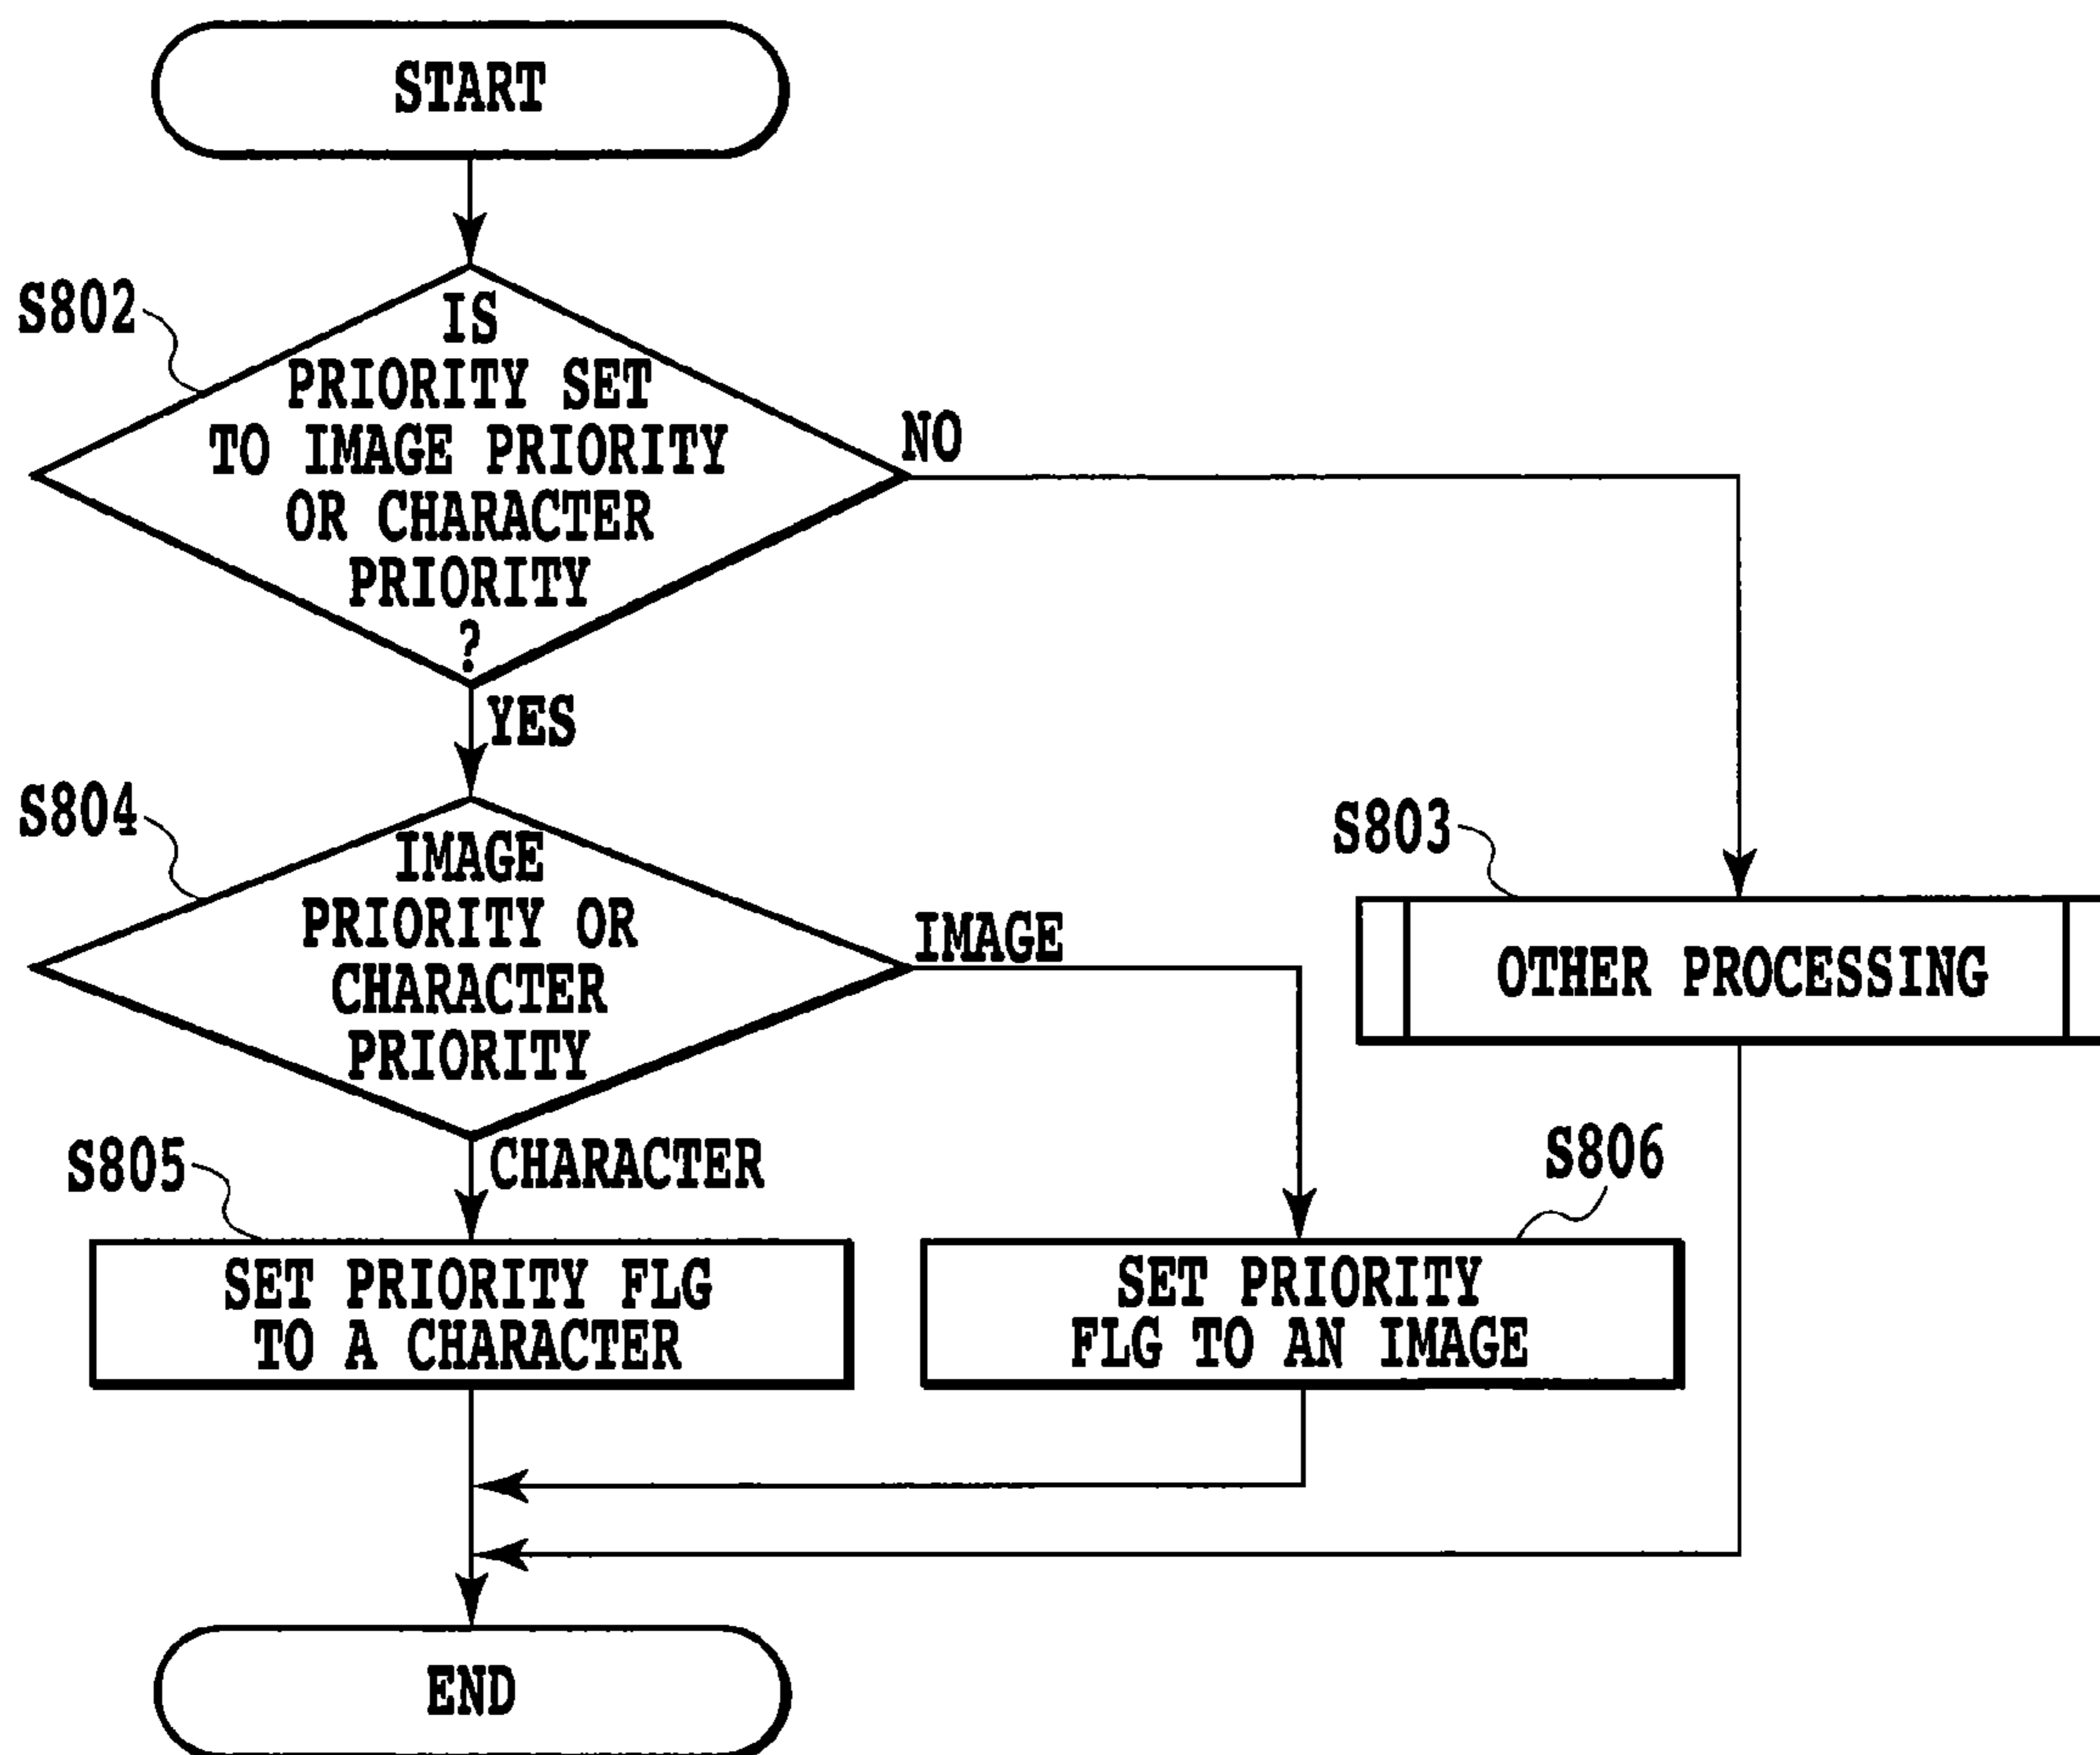 START
S802
IS
PRIORITY SET
TO IMAGE PRIORITY
OR CHARACTER
PRIORITY
?
NO
YES
S804
IMAGE
PRIORITY OR
CHARACTER
PRIORITY
IMAGE
S803
OTHER PROCESSING
CHARACTER
S805
SET PRIORITY FLG
TO A CHARACTER
S806
SET PRIORITY
FLG TO AN IMAGE
END